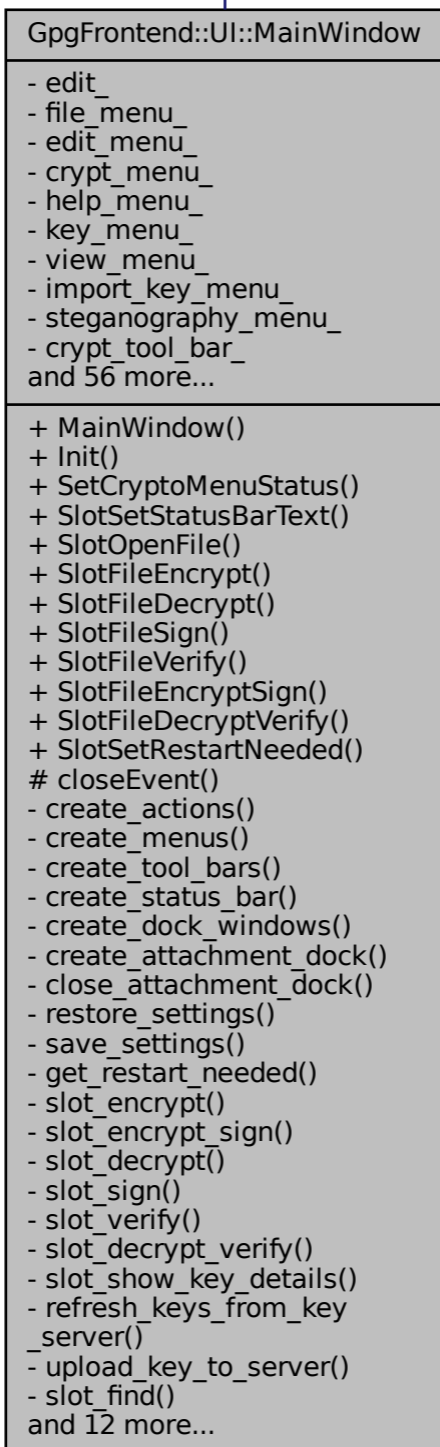 GpgFrontend::UI::MainWindow
- edit_
- file_menu_
- edit_menu_
- crypt_menu_
- help_menu_
- key_menu_
- view_menu_
- import_key_menu_
- steganography_menu_
- crypt_tool_bar_
and 56 more...
+ MainWindow()
+ Init()
+ SetCryptoMenuStatus()
+ SlotSetStatusBarText()
+ SlotOpenFile()
+ SlotFileEncrypt()
+ SlotFileDecrypt()
+ SlotFileSign()
+ SlotFileVerify()
+ SlotFileEncryptSign()
+ SlotFileDecryptVerify()
+ SlotSetRestartNeeded()
# closeEvent()
- create_actions()
- create_menus()
- create_tool_bars()
- create_status_bar()
- create_dock_windows()
- create_attachment_dock()
- close_attachment_dock()
- restore_settings()
- save_settings()
- get_restart_needed()
- slot_encrypt()
- slot_encrypt_sign()
- slot_decrypt()
- slot_sign()
- slot_verify()
- slot_decrypt_verify()
- slot_show_key_details()
- refresh_keys_from_key
_server()
- upload_key_to_server()
- slot_find()
and 12 more...